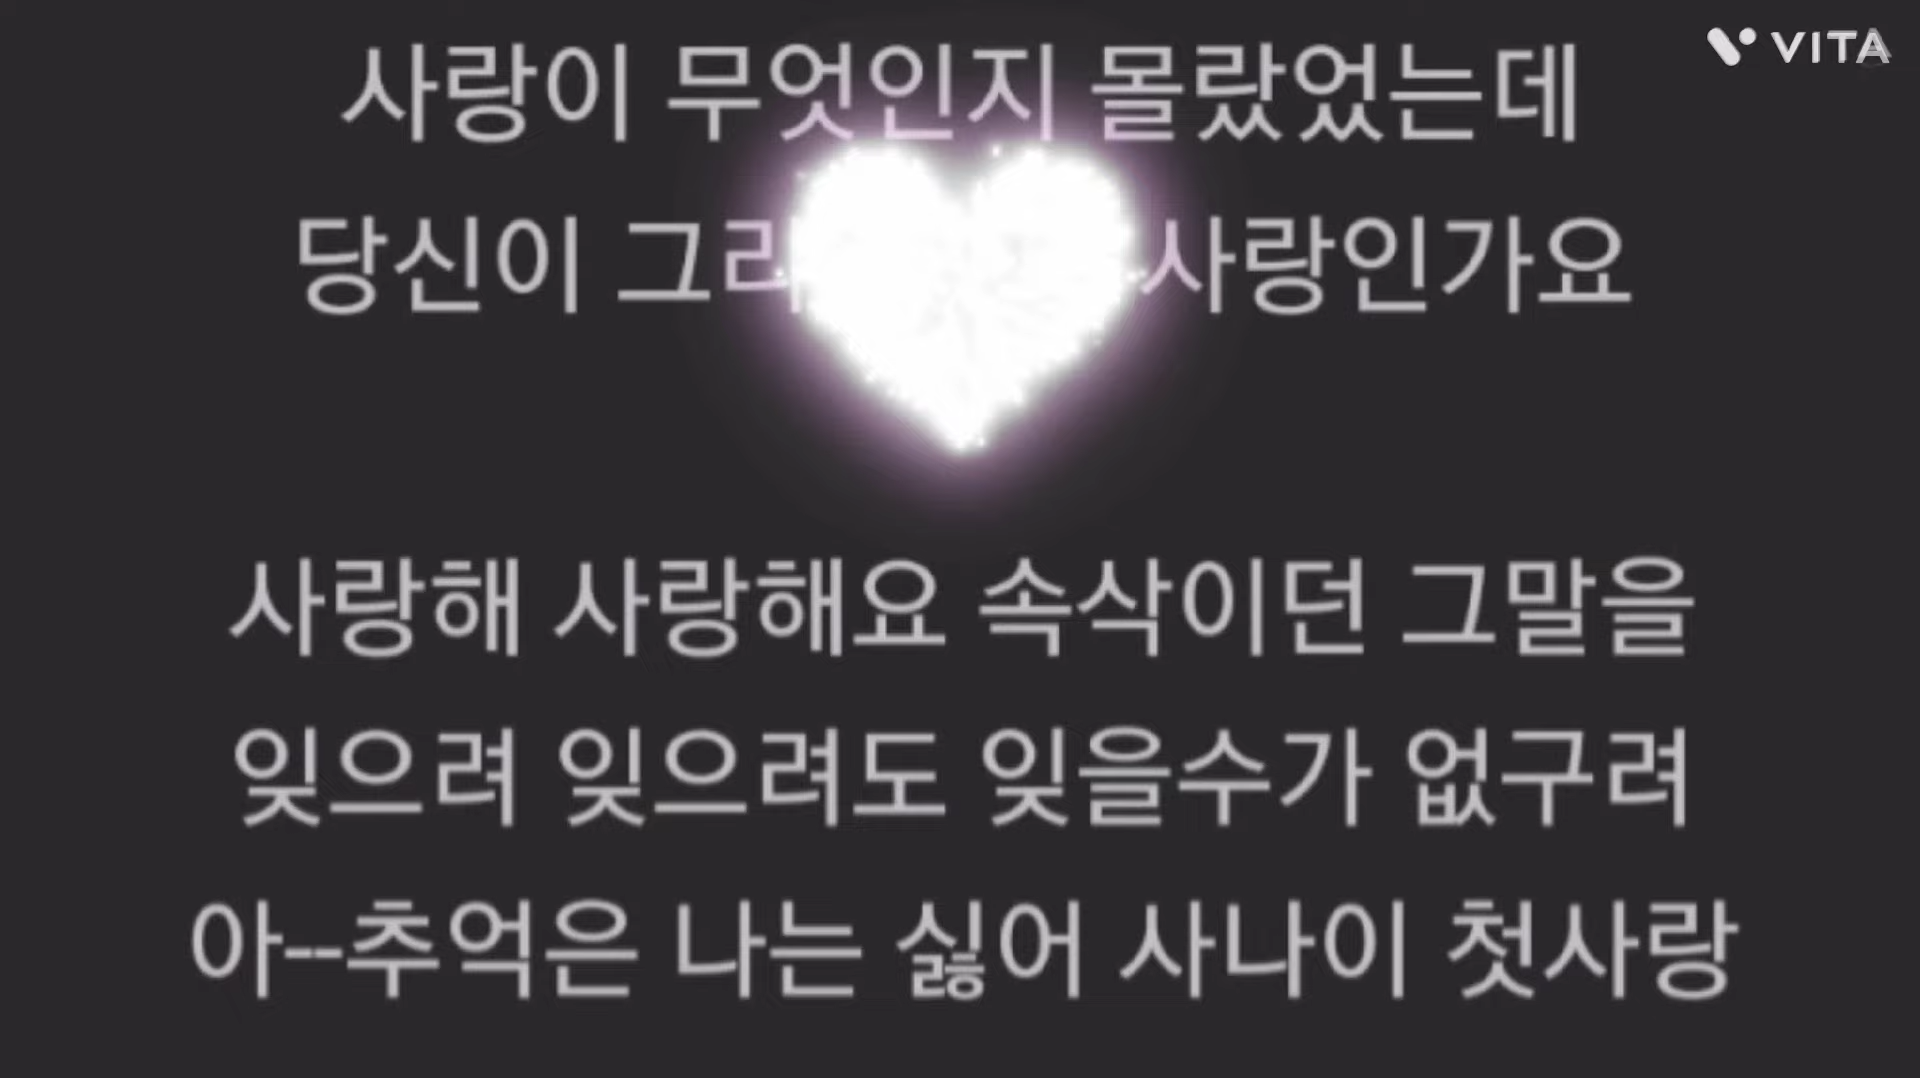 VITA
사랑이 무엇인지 몰랐었는데
당신이 사랑인가요
사랑해 사랑해요 속삭이던 그말을
잊으려 잊으려도 잊을수가 없구려
아--추억은 나는 싫어 사나이 첫사랑